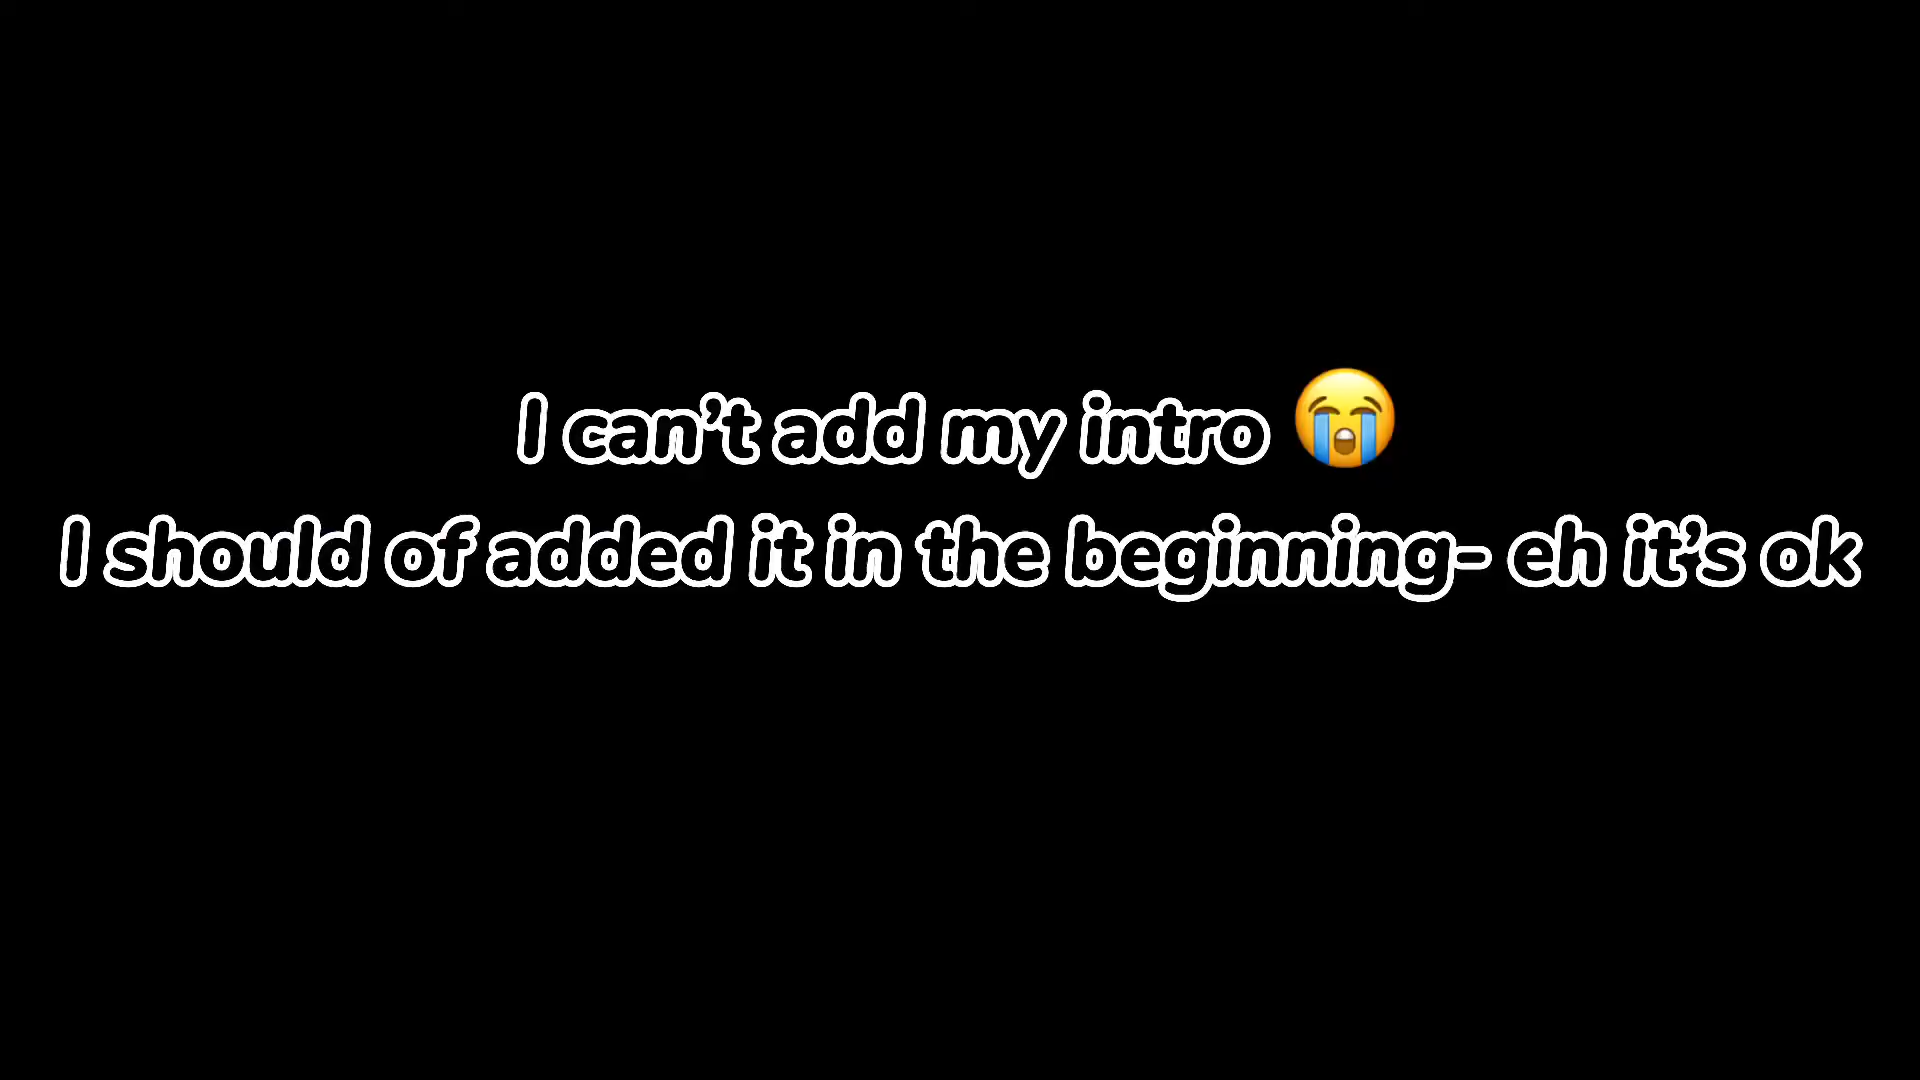 I can't add my intro 😭
I should of added it in the beginning- eh it's ok